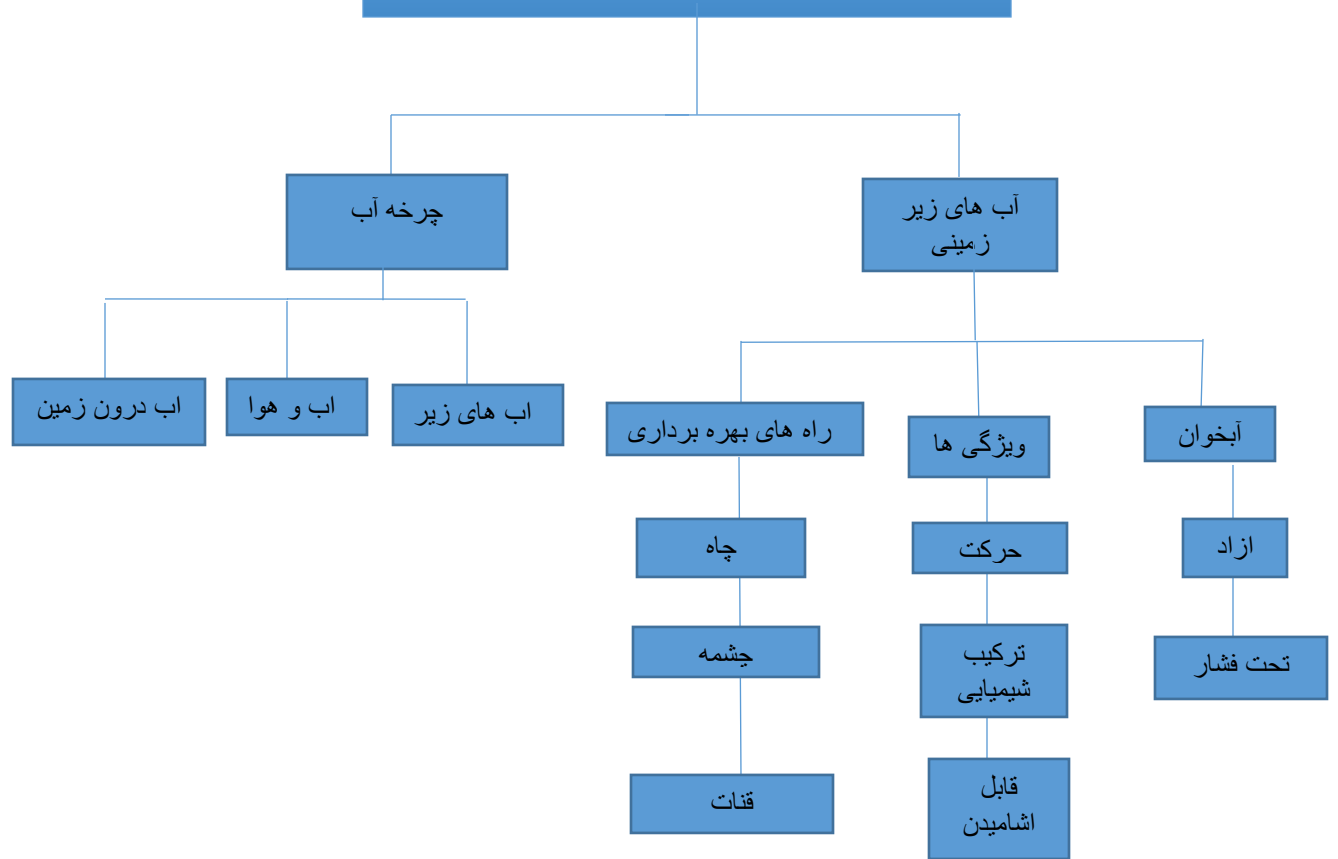 آب های زیر
زمینی
چرخه آب
اب های زیر
اب و هوا
اب درون زمین
آبخوان
ویژگی ها
راه های بهره برداری
ازاد
حرکت
چاه
تحت فشار
ترکیب
شیمیایی
چشمه
قابل
اشامیدن
قنات